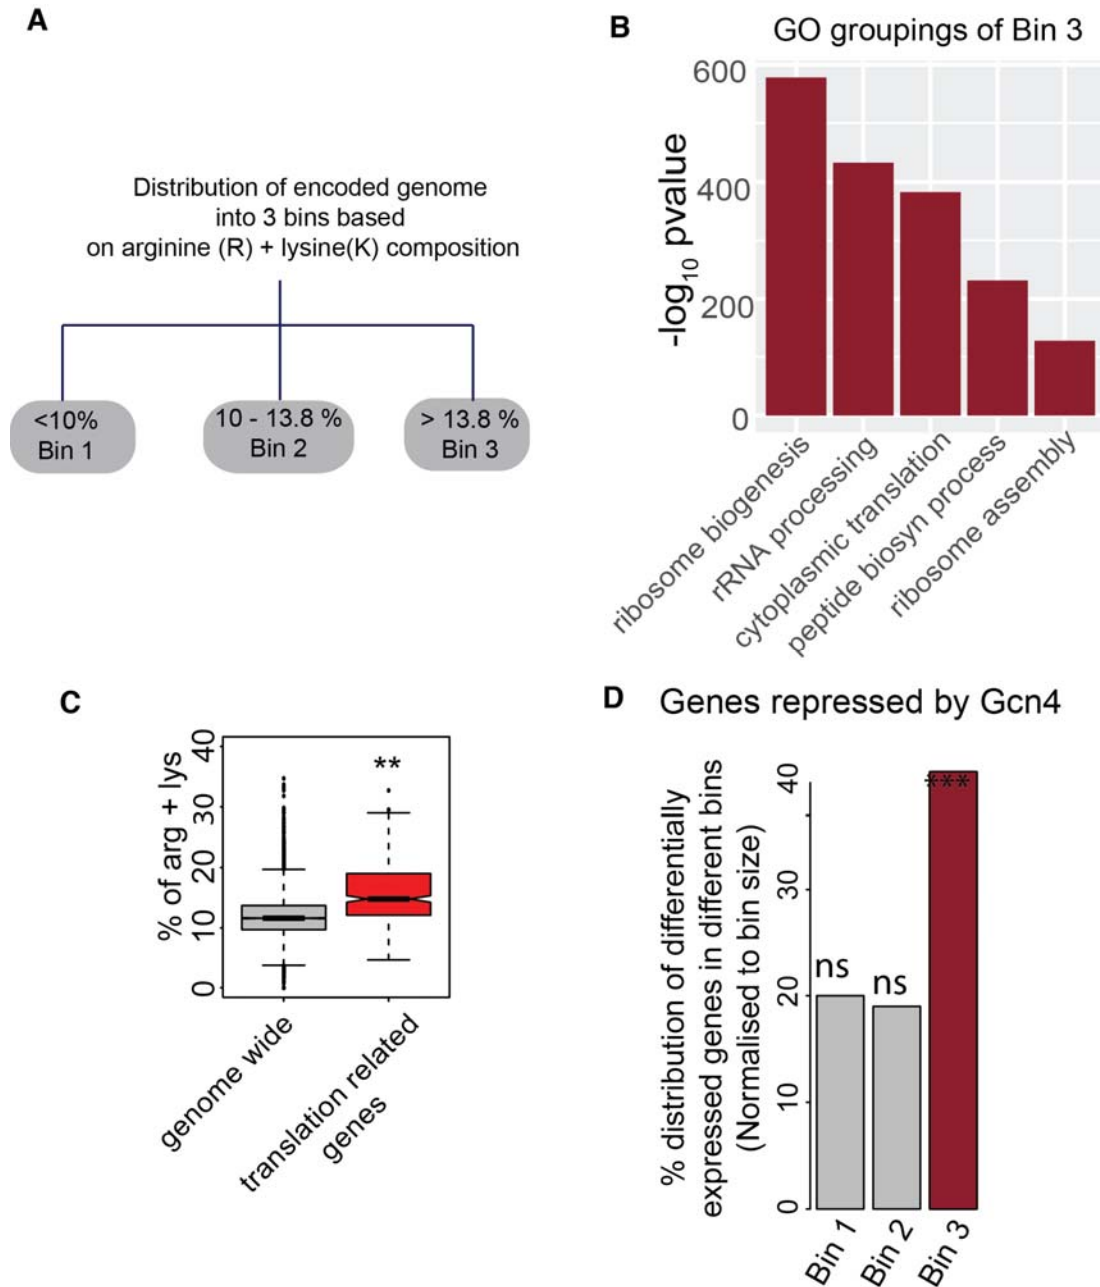 A
Distribution of encoded genome
into 3 bins based
on arginine (R) + lysine(K) composition
<10%
Bin 1
10 - 13.8 %
Bin 2
> 13.8 %
Bin 3
B
GO groupings of Bin 3
-log10 pvalue
600
400
200
0
ribosome biogenesis
rRNA processing
cytoplasmic translation
peptide biosyn process
ribosome assembly
C
% of arg + lys
40
30
20
10
0
**
genome wide
translation related
genes
D
Genes repressed by Gcn4
% distribution of differentially
expressed genes in different bins
(Normalised to bin size)
40
30
20
10
0
ns
ns
***
Bin 1
Bin 2
Bin 3